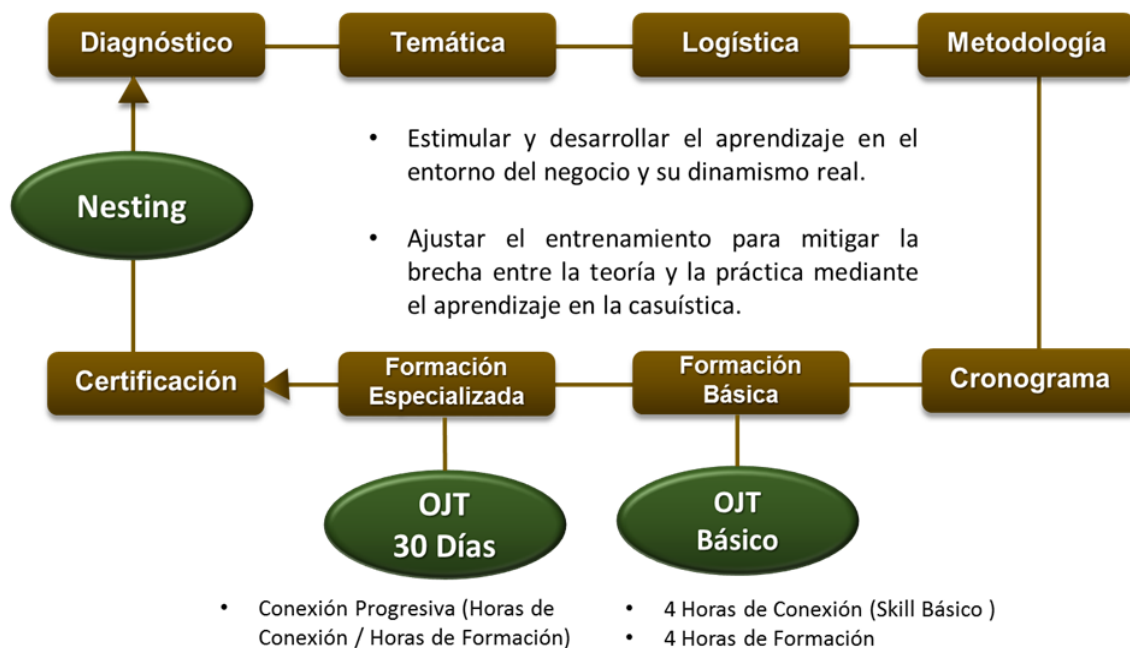 Diagnóstico
Temática
Logística
Metodología
• Estimular y desarrollar el aprendizaje en el
entorno del negocio y su dinamismo real.
Nesting
• Ajustar el entrenamiento para mitigar la
brecha entre la teoría y la práctica mediante
el aprendizaje en la casuística.
Certificación
Formación
Especializada
Formación
Básica
Cronograma
OJT
30 Días
OJT
Básico
• Conexión Progresiva (Horas de
Conexión / Horas de Formación)
• 4 Horas de Conexión (Skill Básico )
• 4 Horas de Formación